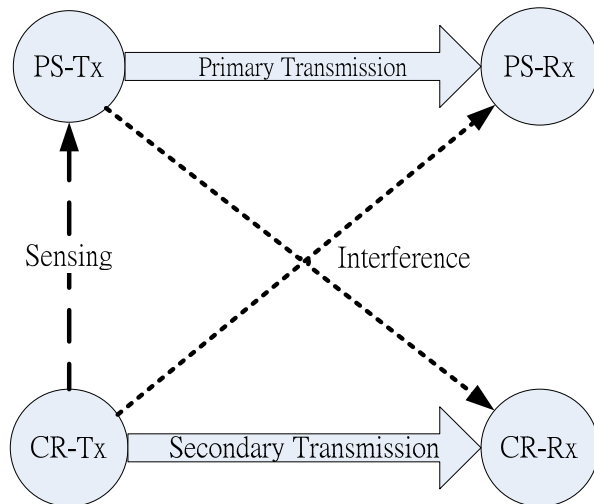 PS-Tx
Primary Transmission
PS-Rx
Sensing
Interference
CR-Tx
Secondary Transmission
CR-Rx